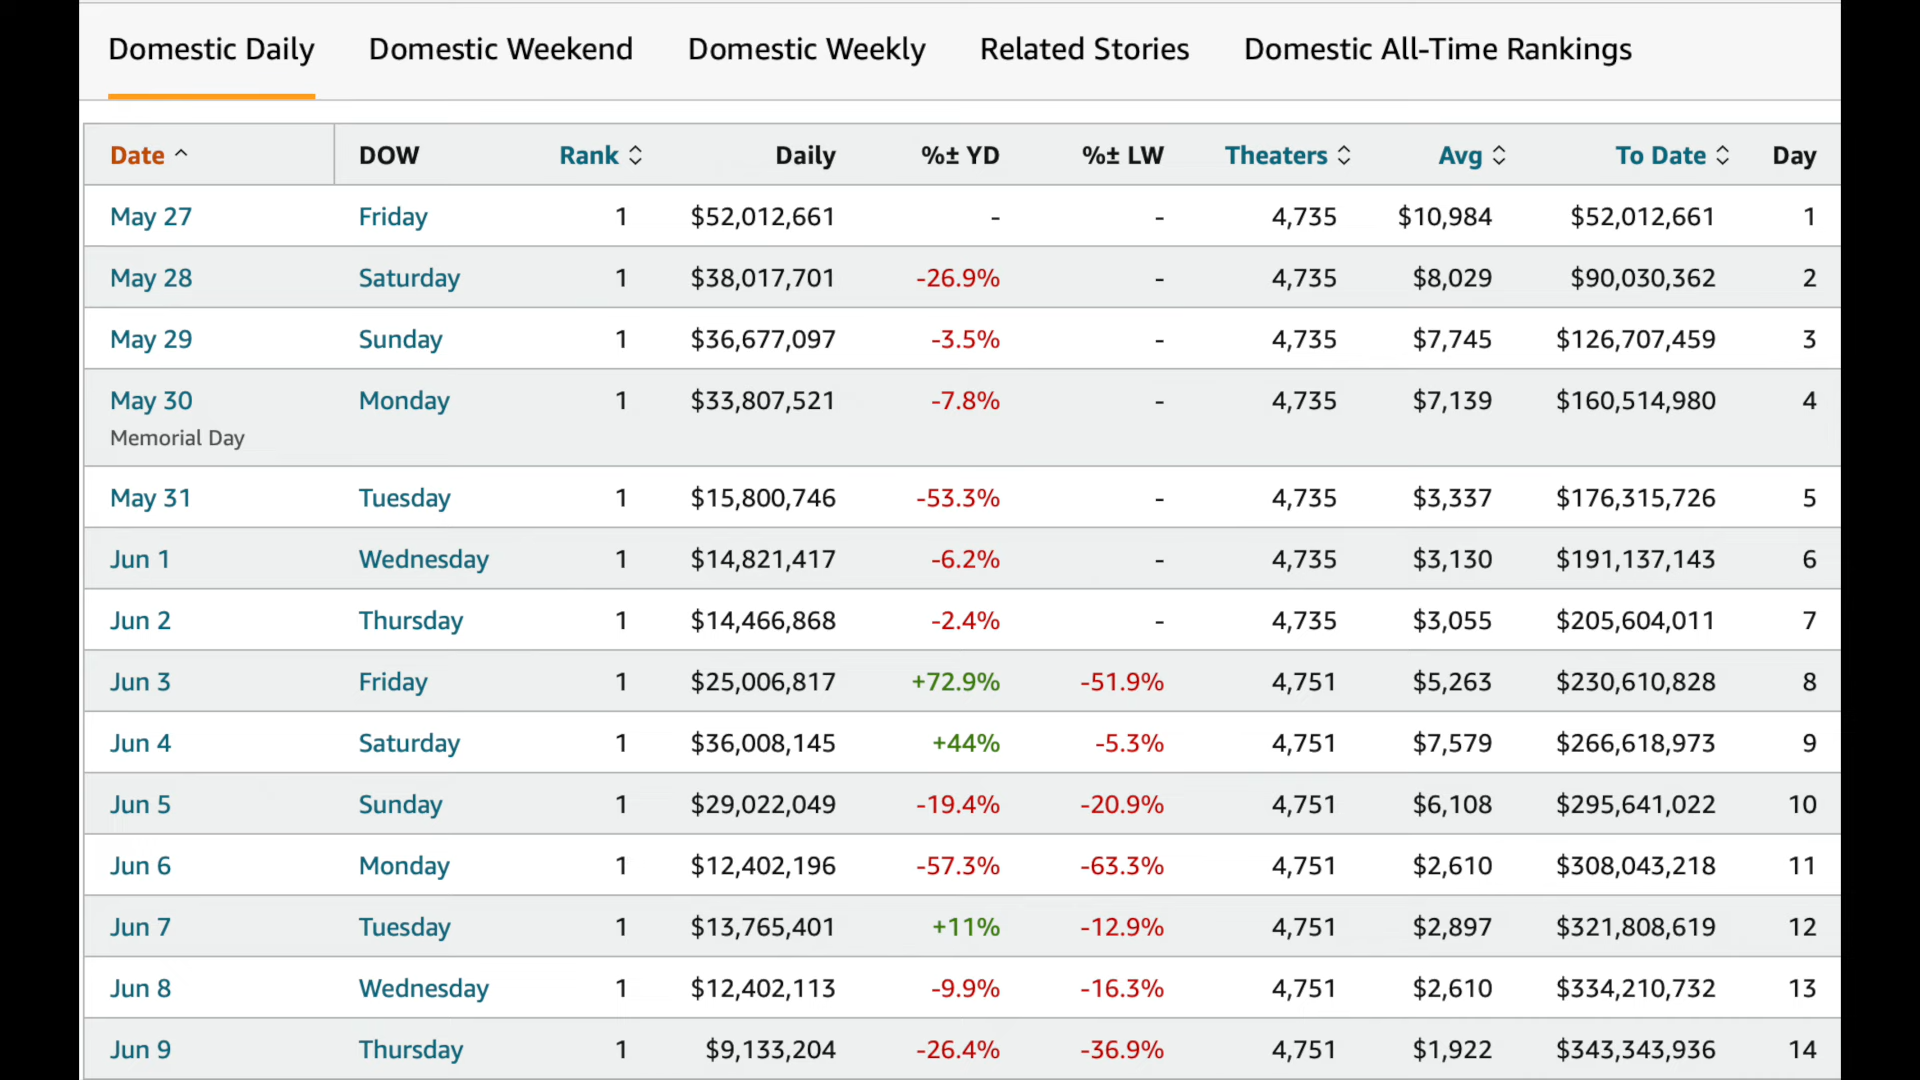 Domestic Daily Domestic Weekend Domestic Weekly Related Stories Domestic All-Time Rankings
Date DOW Rank Daily %± YD %± LW Theaters Avg To Date Day
May 27 Friday 1 $52,012,661 - - 4,735 $10,984 $52,012,661 1
May 28 Saturday 1 $38,017,701 -26.9% - 4,735 $8,029 $90,030,362 2
May 29 Sunday 1 $36,677,097 -3.5% - 4,735 $7,745 $126,707,459 3
May 30 Monday 1 $33,807,521 -7.8% - 4,735 $7,139 $160,514,980 4
Memorial Day
May 31 Tuesday 1 $15,800,746 -53.3% - 4,735 $3,337 $176,315,726 5
Jun 1 Wednesday 1 $14,821,417 -6.2% - 4,735 $3,130 $191,137,143 6
Jun 2 Thursday 1 $14,466,868 -2.4% - 4,735 $3,055 $205,604,011 7
Jun 3 Friday 1 $25,006,817 +72.9% -51.9% 4,751 $5,263 $230,610,828 8
Jun 4 Saturday 1 $36,008,145 +44% -5.3% 4,751 $7,579 $266,618,973 9
Jun 5 Sunday 1 $29,022,049 -19.4% -20.9% 4,751 $6,108 $295,641,022 10
Jun 6 Monday 1 $12,402,196 -57.3% -63.3% 4,751 $2,610 $308,043,218 11
Jun 7 Tuesday 1 $13,765,401 +11% -12.9% 4,751 $2,897 $321,808,619 12
Jun 8 Wednesday 1 $12,402,113 -9.9% -16.3% 4,751 $2,610 $334,210,732 13
Jun 9 Thursday 1 $9,133,204 -26.4% -36.9% 4,751 $1,922 $343,343,936 14